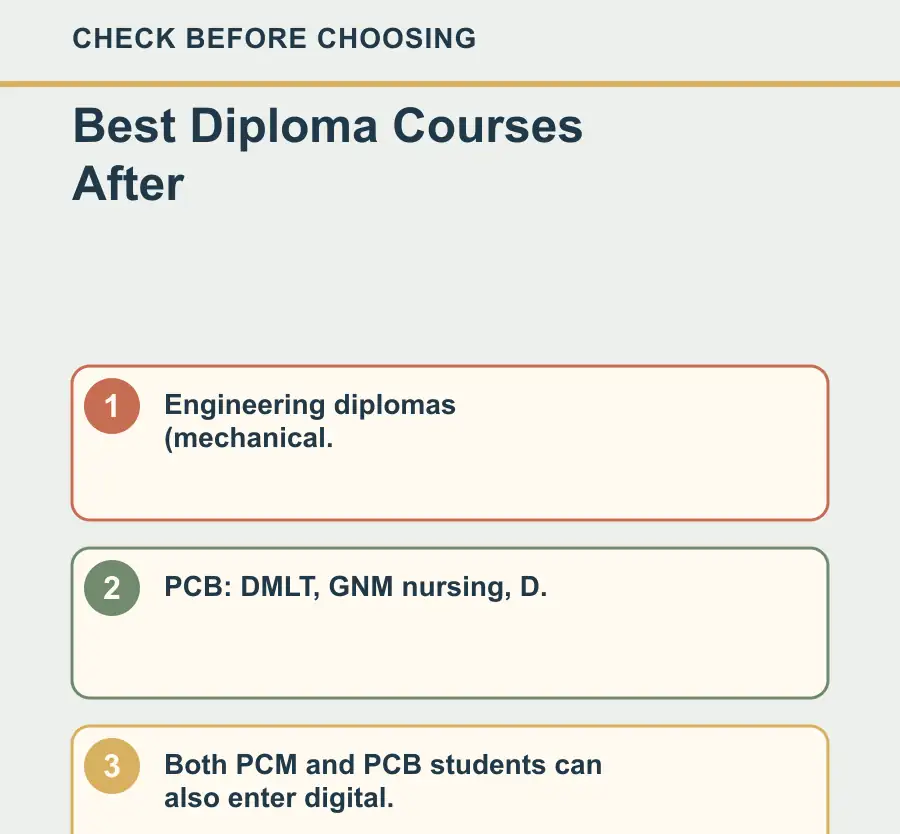 CHECK BEFORE CHOOSING
Best Diploma Courses
After
1
Engineering diplomas
(mechanical.
2
PCB: DMLT, GNM nursing, D.
3
Both PCM and PCB students can
also enter digital.